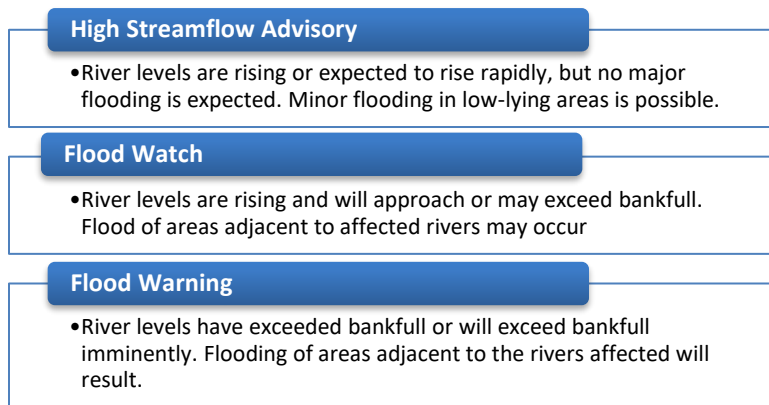 High Streamflow Advisory
•River levels are rising or expected to rise rapidly, but no major
flooding is expected. Minor flooding in low-lying areas is possible.
Flood Watch
•River levels are rising and will approach or may exceed bankfull.
Flood of areas adjacent to affected rivers may occur
Flood Warning
•River levels have exceeded bankfull or will exceed bankfull
imminently. Flooding of areas adjacent to the rivers affected will
result.